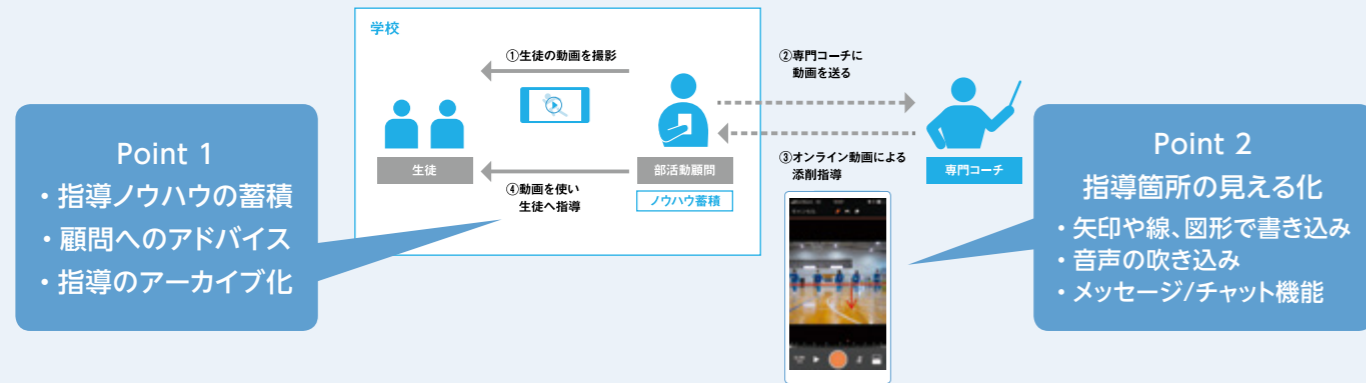 学校
①生徒の動画を撮影
②専門コーチに
動画を送る
生徒
部活動顧問
ノウハウ蓄積
専門コーチ
③オンライン動画による
添削指導
④動画を使い
生徒へ指導
Point 1
・指導ノウハウの蓄積
・顧問へのアドバイス
・指導のアーカイブ化
Point 2
指導箇所の見える化
・矢印や線、図形で書き込み
・音声の吹き込み
・メッセージ/チャット機能